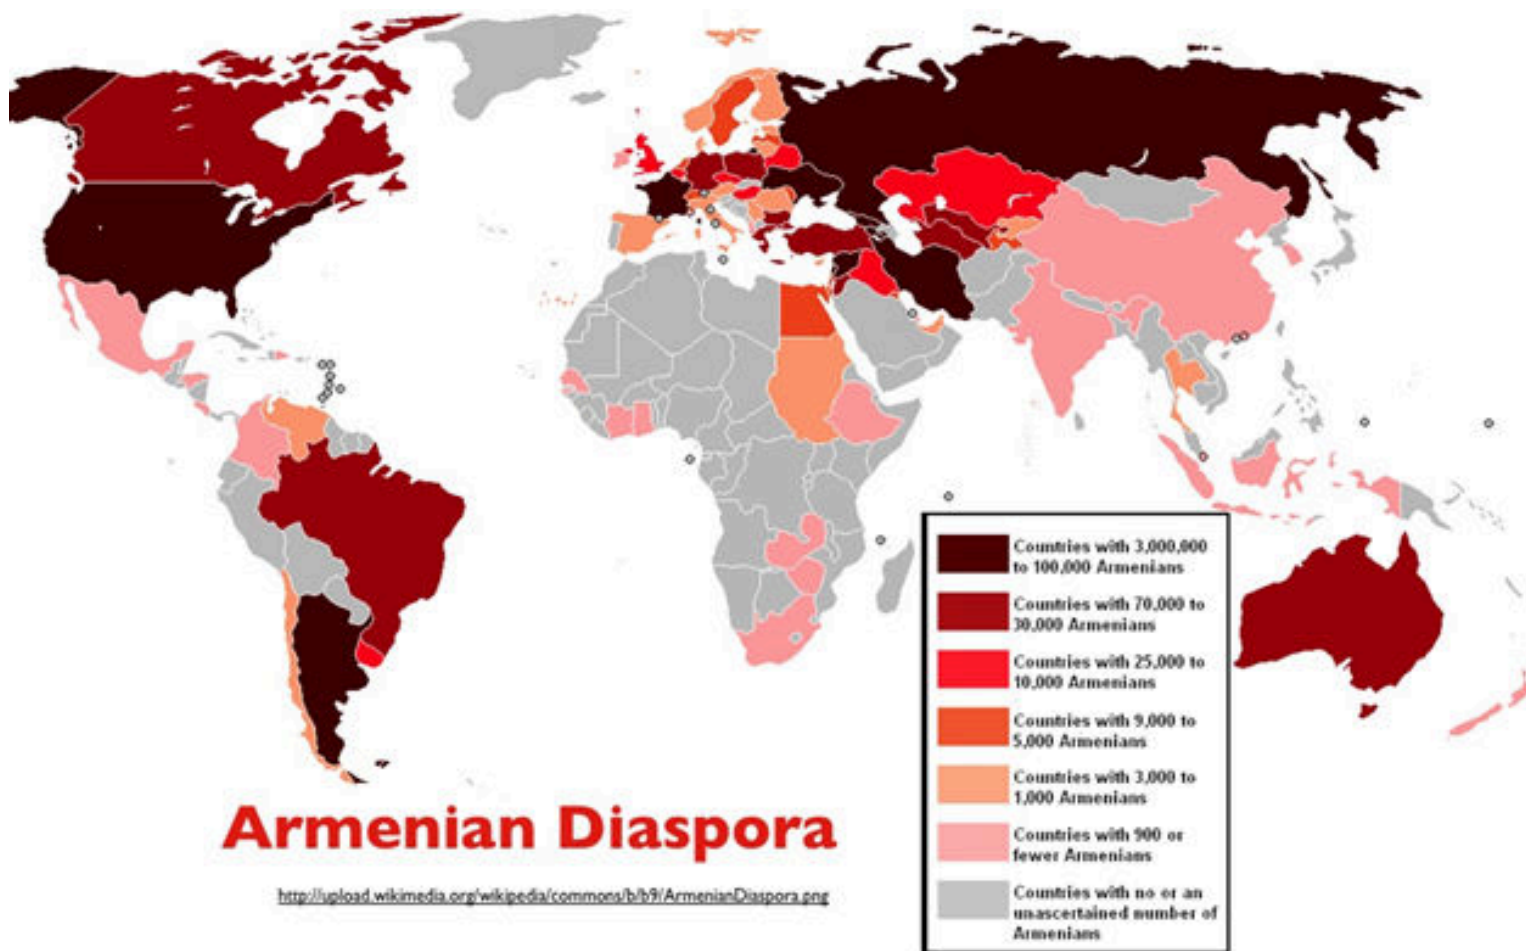 Countries with 3,000,000
to 100,000 Armenians
Countries with 70,000 to
30,000 Armenians
Countries with 25,000 to
10,000 Armenians
Countries with 9,000 to
5,000 Armenians
Countries with 3,000 to
1,000 Armenians
Countries with 900 or
fewer Armenians
Countries with no or an
unascertained number of
Armenians
Armenian Diaspora
http://upload.wikimedia.org/wikipedia/commons/b/b9/ArmenianDiaspora.png